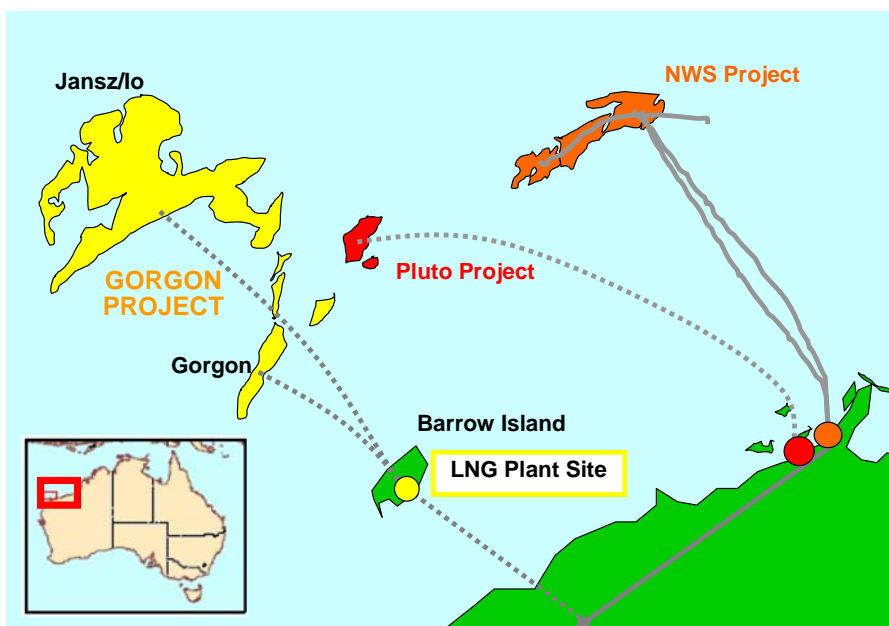 Jansz/Io
NWS Project
Pluto Project
GORGON
PROJECT
Gorgon
Barrow Island
LNG Plant Site